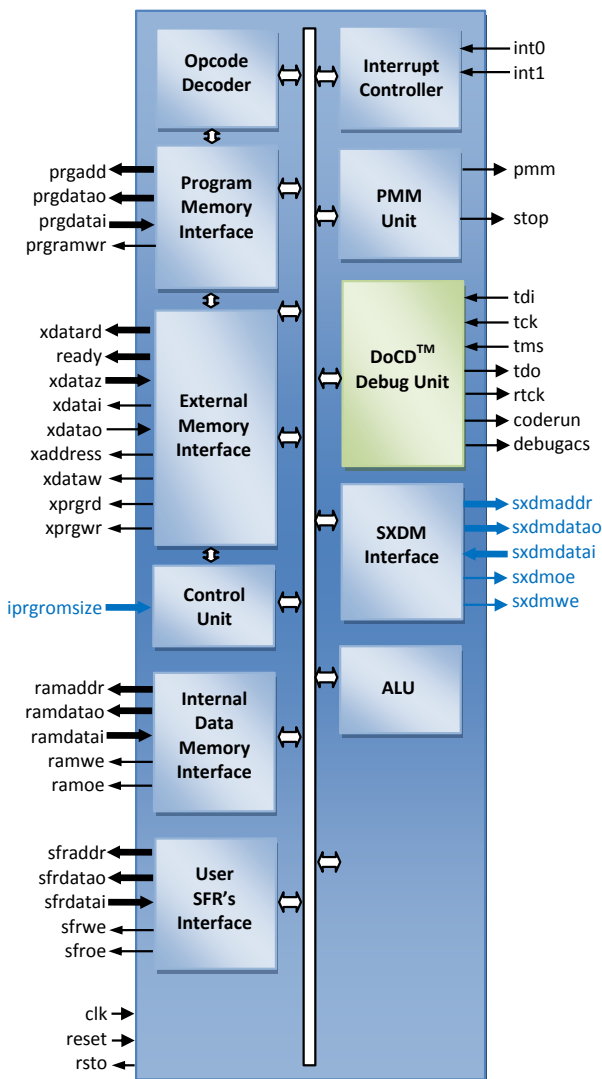 Opcode
Decoder
Interrupt
Controller
int0
int1
prgadd
prgdatao
prgdatai
prgramwr
Program
Memory
Interface
PMM
Unit
pmm
stop
xdatard
ready
xdataz
xdatai
xdatao
xaddress
xdataw
xprgrd
xprgwr
External
Memory
Interface
DoCD™
Debug Unit
tdi
tck
tms
tdo
rtck
coderun
debugacs
SXDM
Interface
sxdmaddr
sxdmdatao
sxdmdatai
sxdmoe
sxdmwe
iprgromsize
Control
Unit
ramaddr
ramdatao
ramdatai
ramwe
ramoe
Internal
Data
Memory
Interface
ALU
sfraddr
sfrdatao
sfrdatai
sfrwe
sfroe
User
SFR's
Interface
clk
reset
rsto